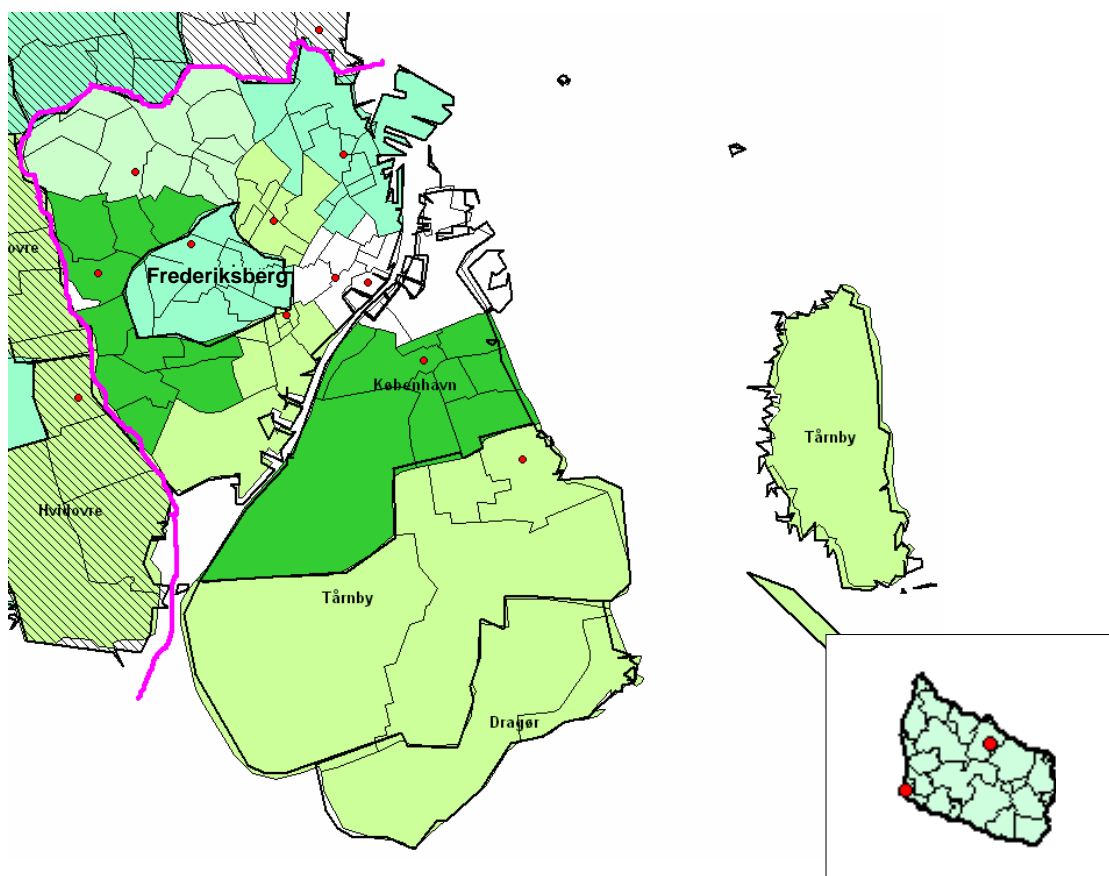 ovre
Frederiksberg
København
Tårnby
Hvidovre
Tårnby
Dragør